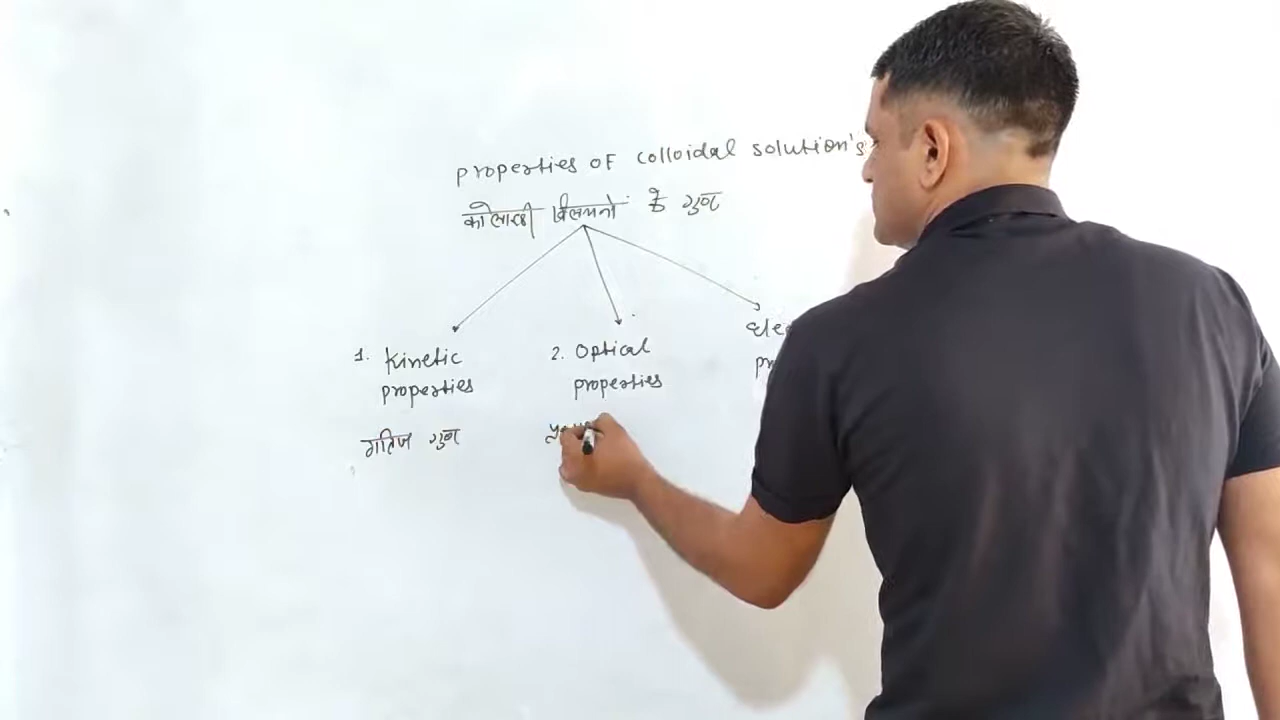 properties of colloidal solution's
कोलाइडी विलयनो के गुण
1. Kinetic
properties
गतिज गुण
2. Optical
properties